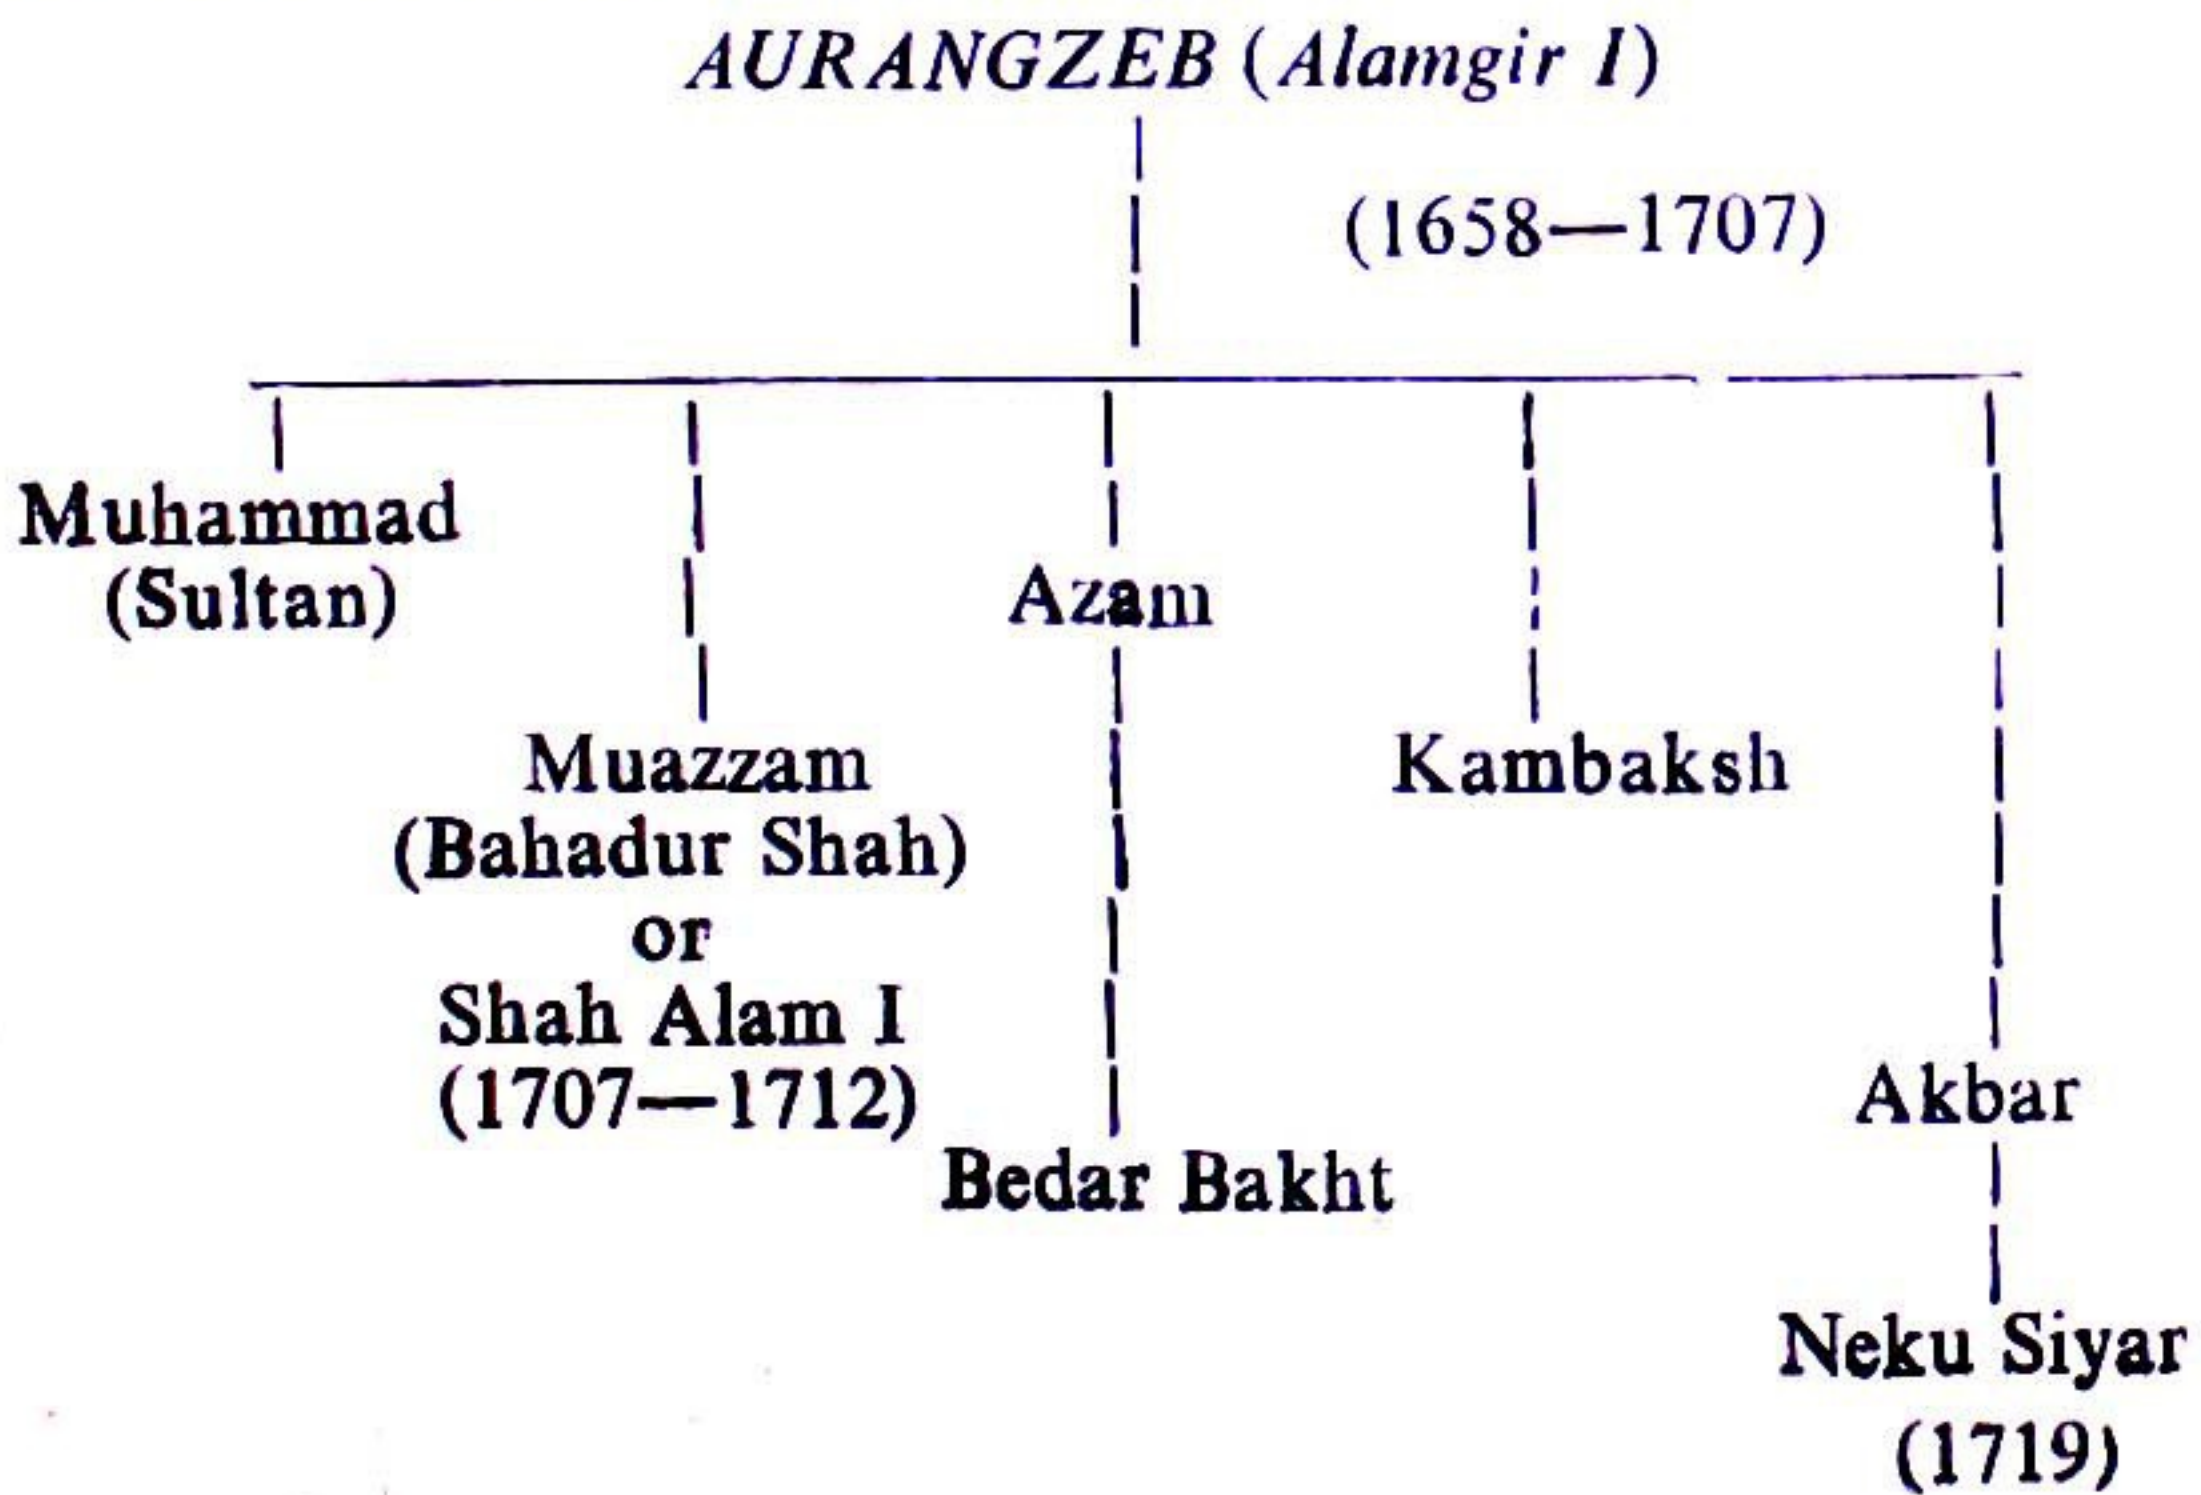 AURANGZEB (Alamgir I)
(1658—1707)
Muhammad
(Sultan)
Azam
Muazzam
(Bahadur Shah)
or
Shah Alam I
(1707—1712)
Kambaksh
Bedar Bakht
Akbar
Neku Siyar
(1719)